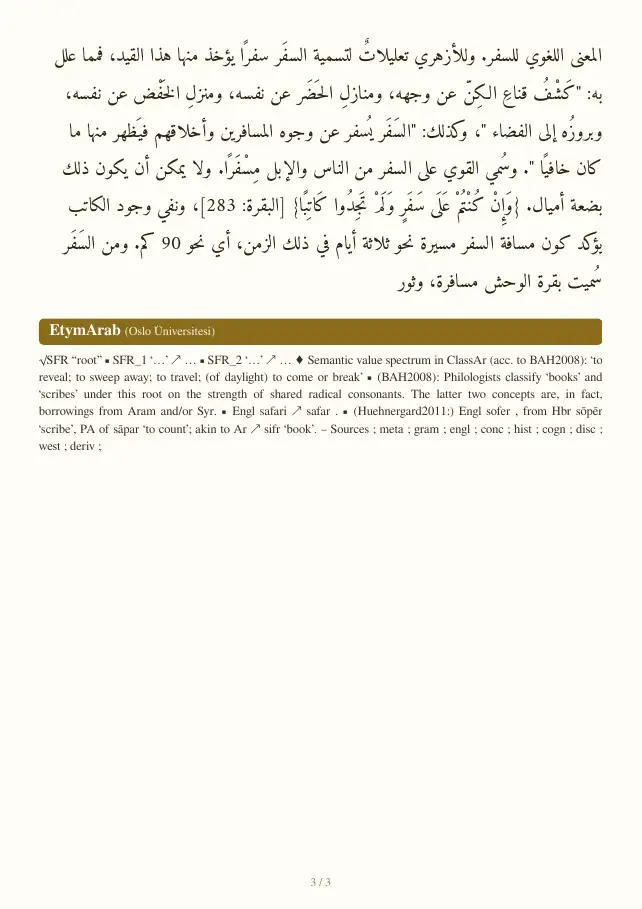 المعنى اللغوي للسفر. وللأزهري تعليلاتٌ لتسمية السفَر سفرًا يؤخذ منها هذا القيد، فمما علل
به: "كَشْفُ قناعِ الكِنّ عن وجهه، ومنازلِ الحَضَر عن نفسه، ومنزلِ الخَفْض عن نفسه،
وبروزُه إلى الفضاء "، وكذلك: "السَفَر يُسفر عن وجوه المسافرين وأخلاقهم فيَظهر منها ما
كان خافيًا ". وسُمي القوي على السفر من الناس والإبل مِسْفَرًا. ولا يمكن أن يكون ذلك
بضعة أميال. {وَإِنْ كُنْتُمْ عَلَى سَفَرٍ وَلَمْ تَجِدُوا كَاتِبًا} [البقرة: 283]، ونفي وجود الكاتب
يؤكد كون مسافة السفر مسيرة نحو ثلاثة أيام في ذلك الزمن، أي نحو 90 كم. ومن السَفَر
سُميت بقرة الوحش مسافرة، وثور
EtymArab (Oslo Üniversitesi)
√SFR “root” ▪ SFR_1 ‘…’ ↗ … ▪ SFR_2 ‘…’ ↗ … ♦ Semantic value spectrum in ClassAr (acc. to BAH2008): ‘to
reveal; to sweep away; to travel; (of daylight) to come or break’ ▪ (BAH2008): Philologists classify ‘books’ and
‘scribes’ under this root on the strength of shared radical consonants. The latter two concepts are, in fact,
borrowings from Aram and/or Syr. ▪ Engl safari ↗ safar . ▪ (Huehnergard2011:) Engl sofer , from Hbr sōpēr
‘scribe’, PA of sāpar ‘to count’; akin to Ar ↗ sifr ‘book’. – Sources ; meta ; gram ; engl ; conc ; hist ; cogn ; disc ;
west ; deriv ;
3 / 3